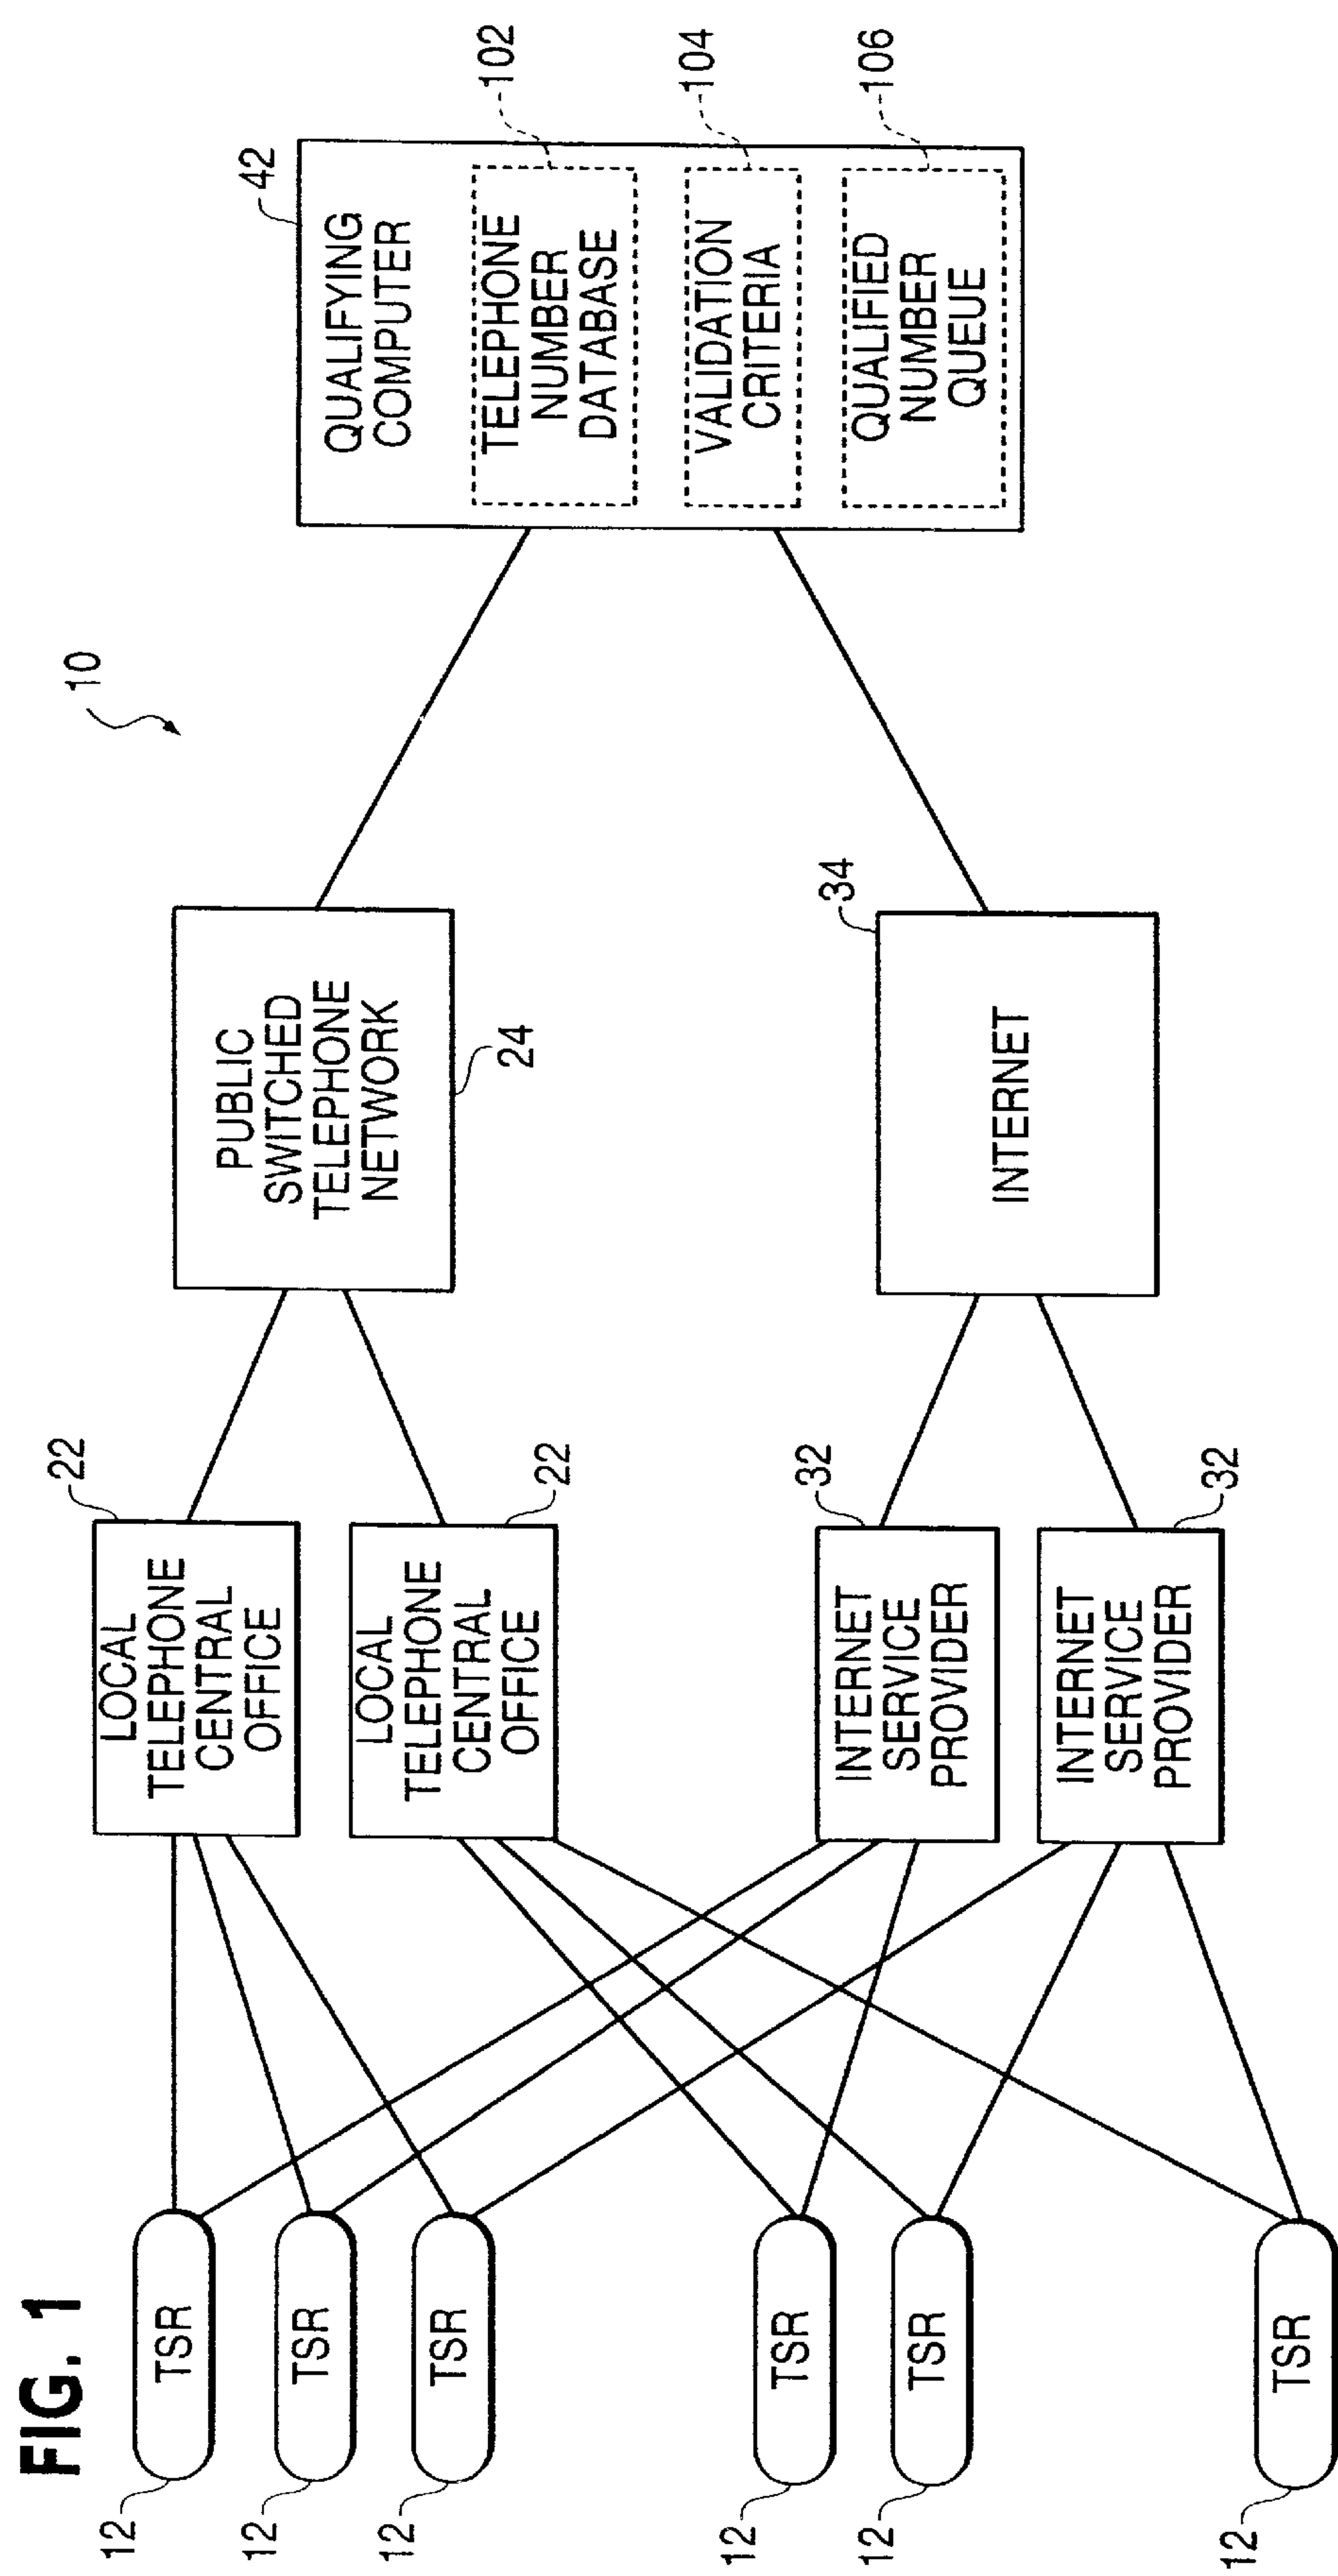 FIG. 1
10
12
TSR
12
TSR
12
TSR
12
TSR
12
TSR
12
TSR
22
LOCAL
TELEPHONE
CENTRAL
OFFICE
22
LOCAL
TELEPHONE
CENTRAL
OFFICE
32
INTERNET
SERVICE
PROVIDER
32
INTERNET
SERVICE
PROVIDER
PUBLIC
SWITCHED
TELEPHONE
NETWORK
24
34
INTERNET
42
QUALIFYING
COMPUTER
TELEPHONE
NUMBER
DATABASE
102
VALIDATION
CRITERIA
104
QUALIFIED
NUMBER
QUEUE
106